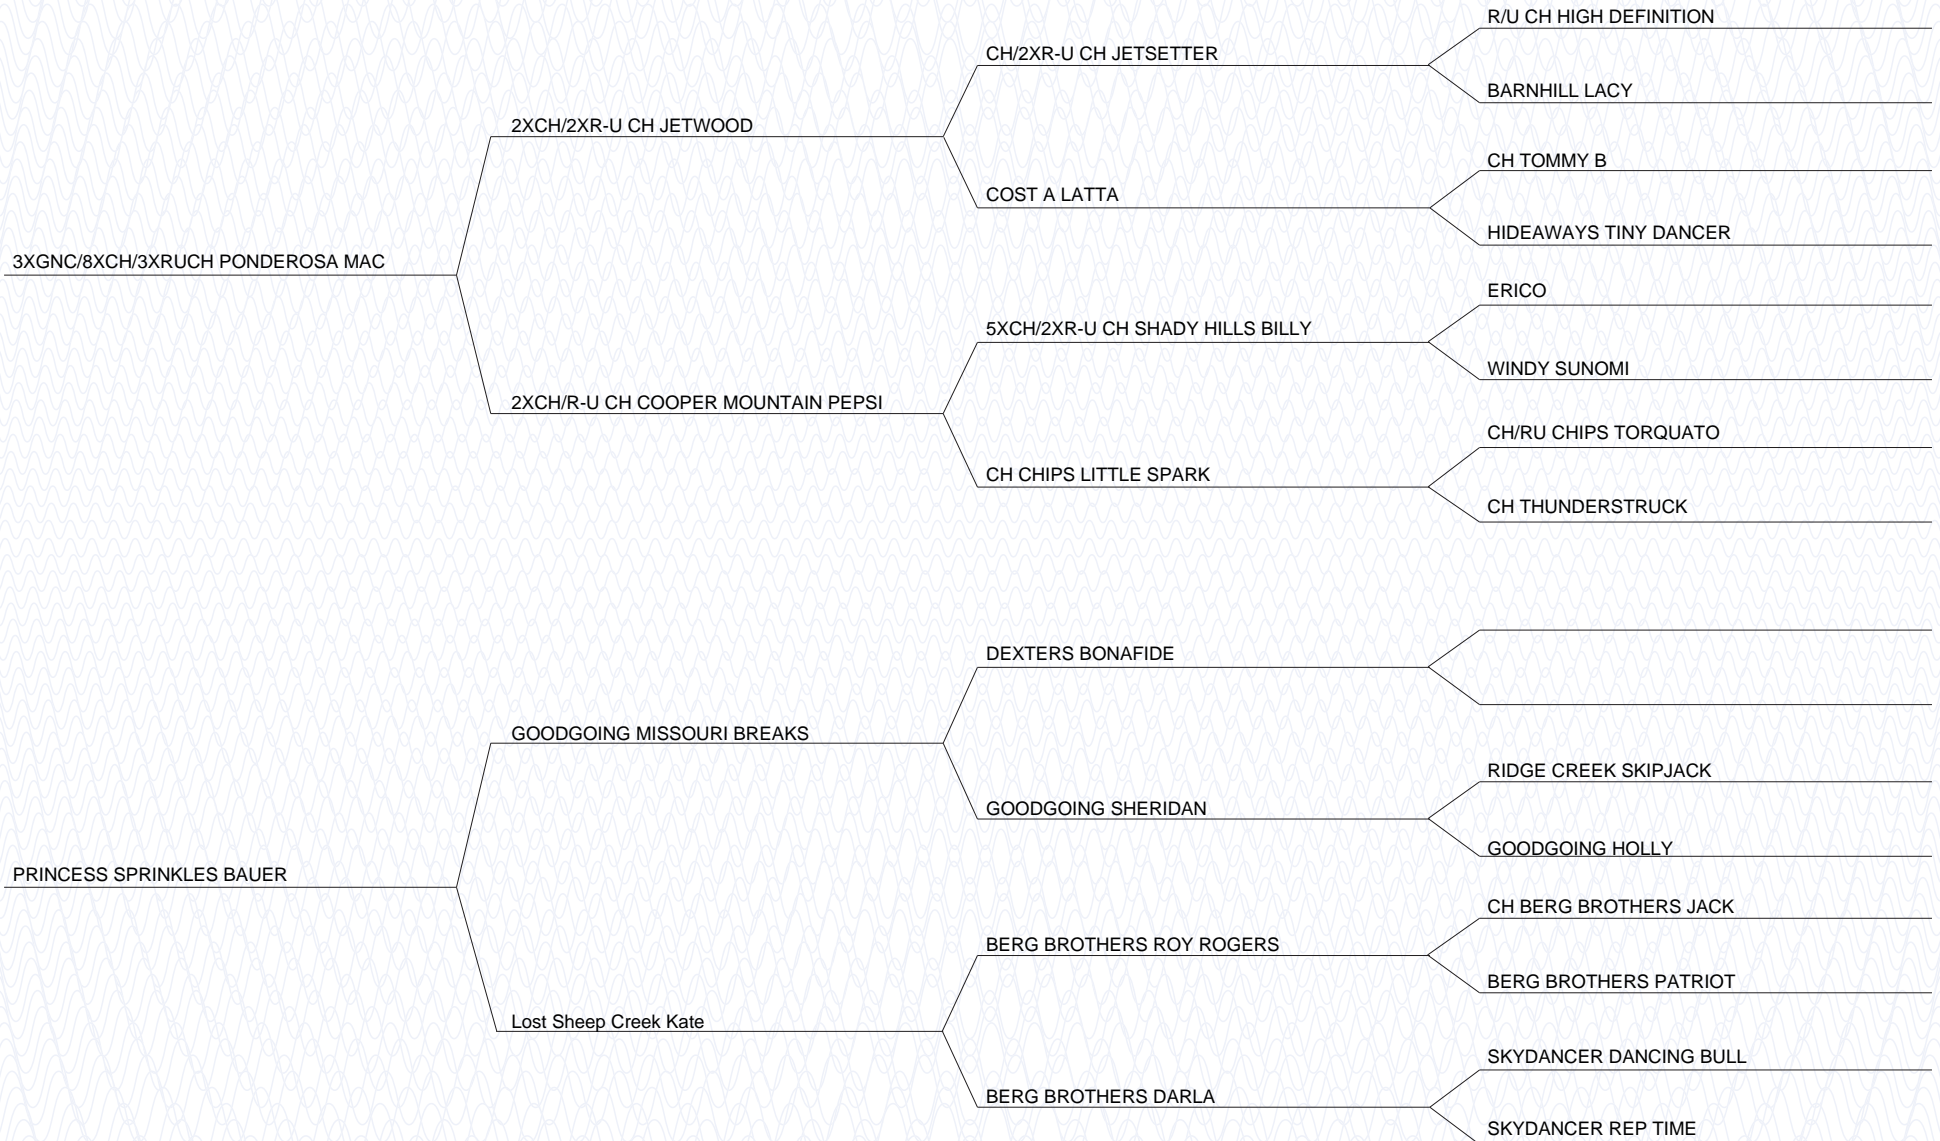 R/U CH HIGH DEFINITION
CH/2XR-U CH JETSETTER
BARNHILL LACY
2XCH/2XR-U CH JETWOOD
CH TOMMY B
COST A LATTA
HIDEAWAYS TINY DANCER
3XGNC/8XCH/3XRUCH PONDEROSA MAC
ERICO
5XCH/2XR-U CH SHADY HILLS BILLY
WINDY SUNOMI
2XCH/R-U CH COOPER MOUNTAIN PEPSI
CH/RU CHIPS TORQUATO
CH CHIPS LITTLE SPARK
CH THUNDERSTRUCK
DEXTERS BONAFIDE
GOODGOING MISSOURI BREAKS
RIDGE CREEK SKIPJACK
GOODGOING SHERIDAN
GOODGOING HOLLY
PRINCESS SPRINKLES BAUER
CH BERG BROTHERS JACK
BERG BROTHERS ROY ROGERS
BERG BROTHERS PATRIOT
Lost Sheep Creek Kate
SKYDANCER DANCING BULL
BERG BROTHERS DARLA
SKYDANCER REP TIME